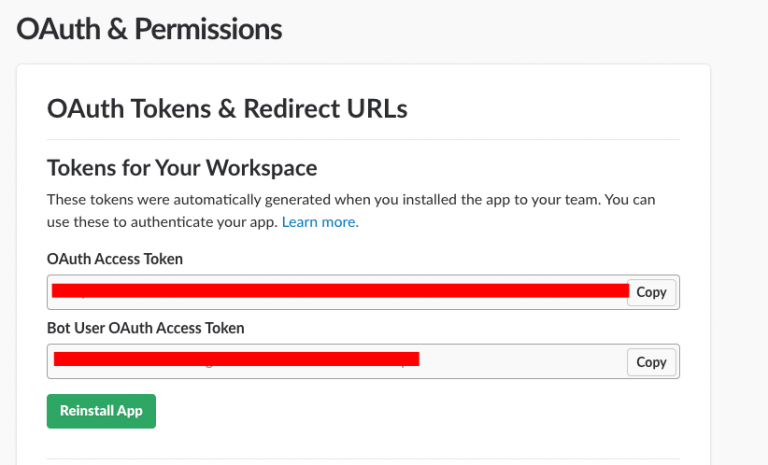 OAuth & Permissions
OAuth Tokens & Redirect URLs
Tokens for Your Workspace
These tokens were automatically generated when you installed the app to your team. You can
use these to authenticate your app. Learn more.
OAuth Access Token
Copy
Bot User OAuth Access Token
Copy
Reinstall App